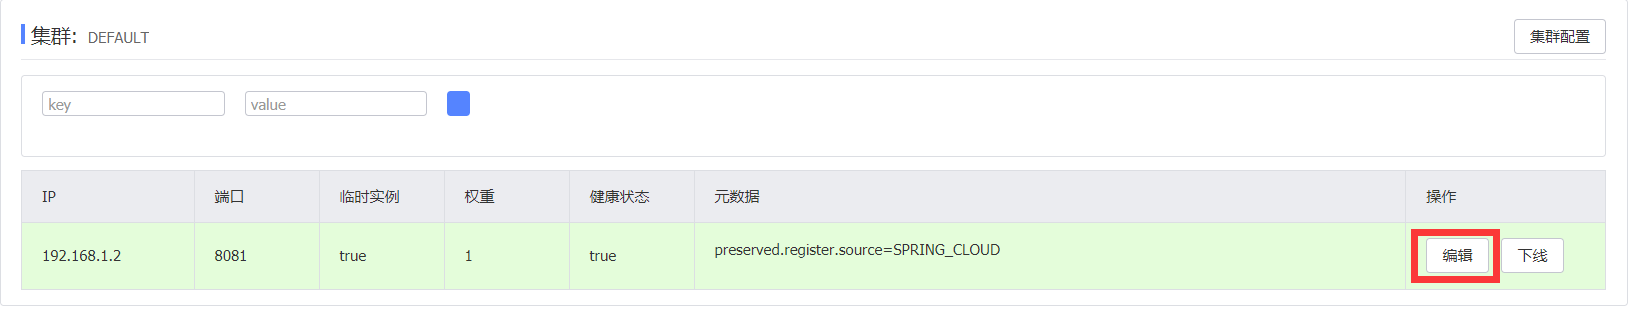 集群: DEFAULT
集群配置
key value
IP 端口 临时实例 权重 健康状态 元数据 操作
192.168.1.2 8081 true 1 true preserved.register.source=SPRING_CLOUD 编辑 下线